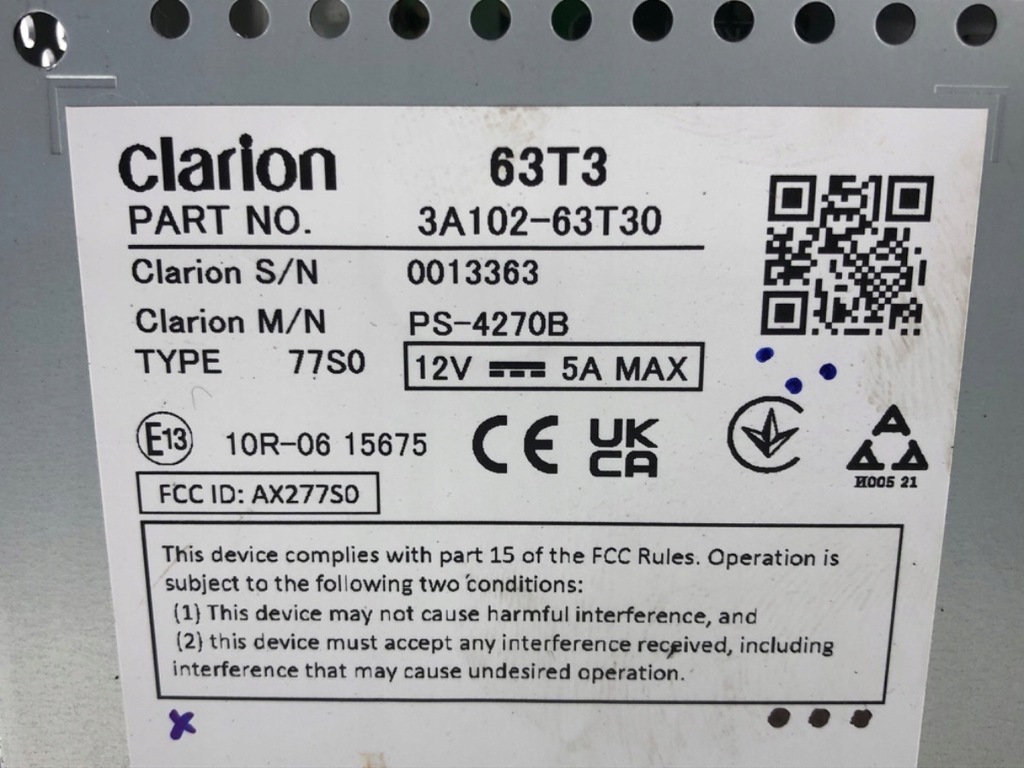 clarion 63T3
PART NO. 3A102-63T30
Clarion S/N 0013363
Clarion M/N PS-4270B
TYPE 77S0 12V 5A MAX
E13 10R-06 15675 CE UK CA
И005 21
FCC ID: AX277S0
This device complies with part 15 of the FCC Rules. Operation is
subject to the following two conditions:
(1) This device may not cause harmful interference, and
(2) this device must accept any interference received, including
interference that may cause undesired operation.